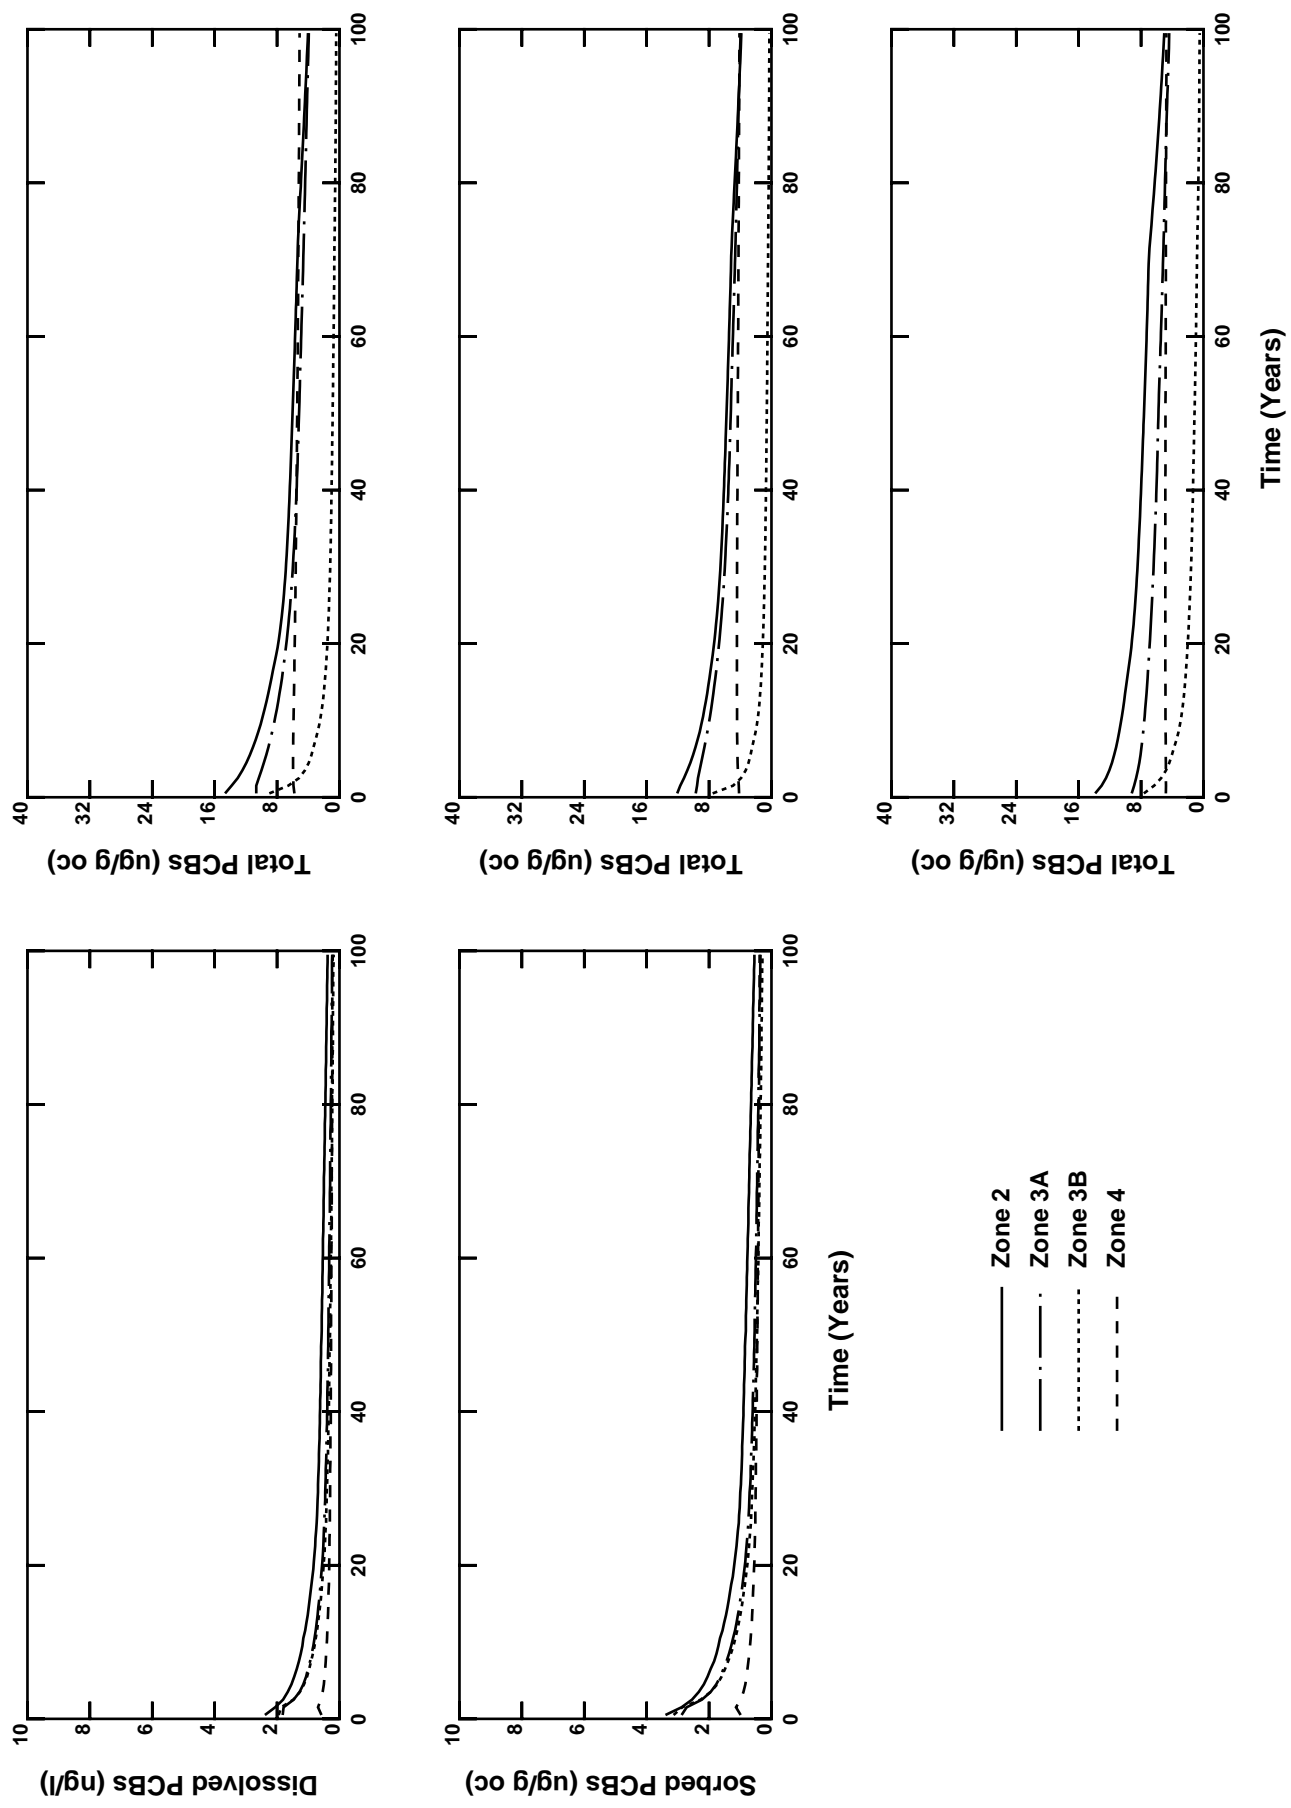 Dissolved PCBs (ng/l)
10
8
6
4
2
0
0 20 40 60 80 100
Sorbed PCBs (ug/g oc)
10
8
6
4
2
0
0 20 40 60 80 100
Time (Years)
Zone 2
Zone 3A
Zone 3B
Zone 4
Total PCBs (ug/g oc)
40
32
24
16
8
0
0 20 40 60 80 100
Total PCBs (ug/g oc)
40
32
24
16
8
0
0 20 40 60 80 100
Total PCBs (ug/g oc)
40
32
24
16
8
0
0 20 40 60 80 100
Time (Years)